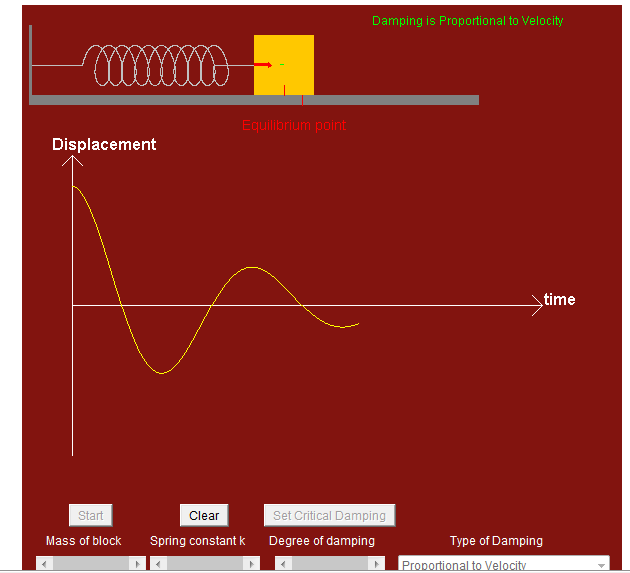 Damping is Proportional to Velocity
Equilibrium point
Displacement
time
Start
Clear
Set Critical Damping
Mass of block
Spring constant k
Degree of damping
Type of Damping
Proportional to Velocity